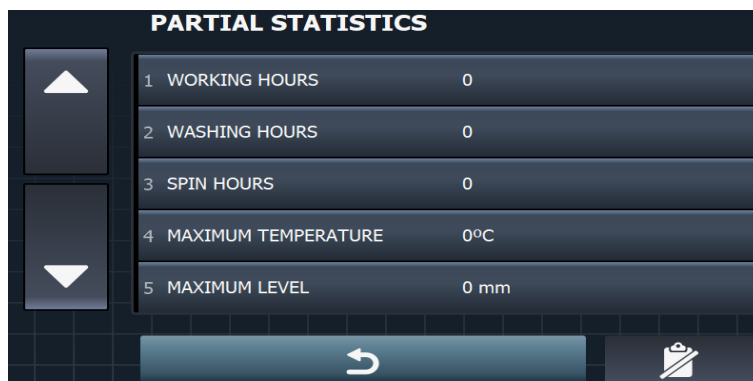 PARTIAL STATISTICS
1 WORKING HOURS 0
2 WASHING HOURS 0
3 SPIN HOURS 0
4 MAXIMUM TEMPERATURE 0ºC
5 MAXIMUM LEVEL 0 mm